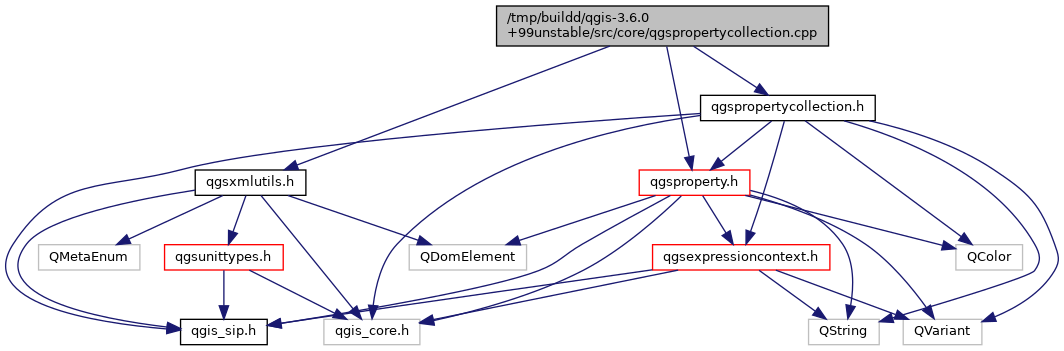 /tmp/buildd/qgis-3.6.0
+99unstable/src/core/qgspropertycollection.cpp
qgspropertycollection.h
qgsxmlutils.h
qgsproperty.h
QMetaEnum
qgsunittypes.h
QDomElement
qgsexpressioncontext.h
QColor
qgis_sip.h
qgis_core.h
QString
QVariant